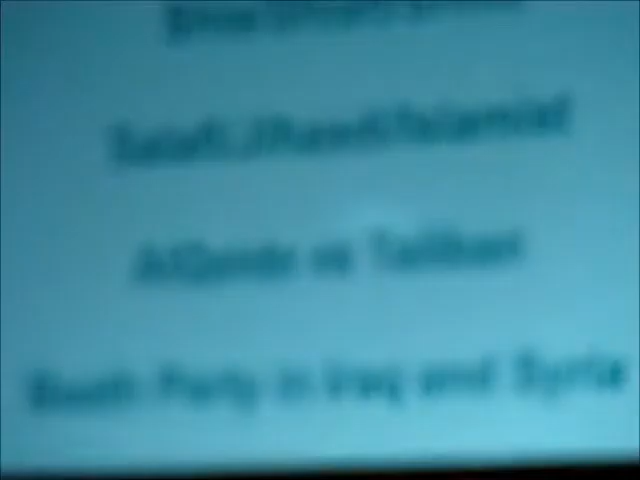 Salafi/Jihadi/Islamist
AlQaeda vs Taliban
Baath Party in Iraq and Syria